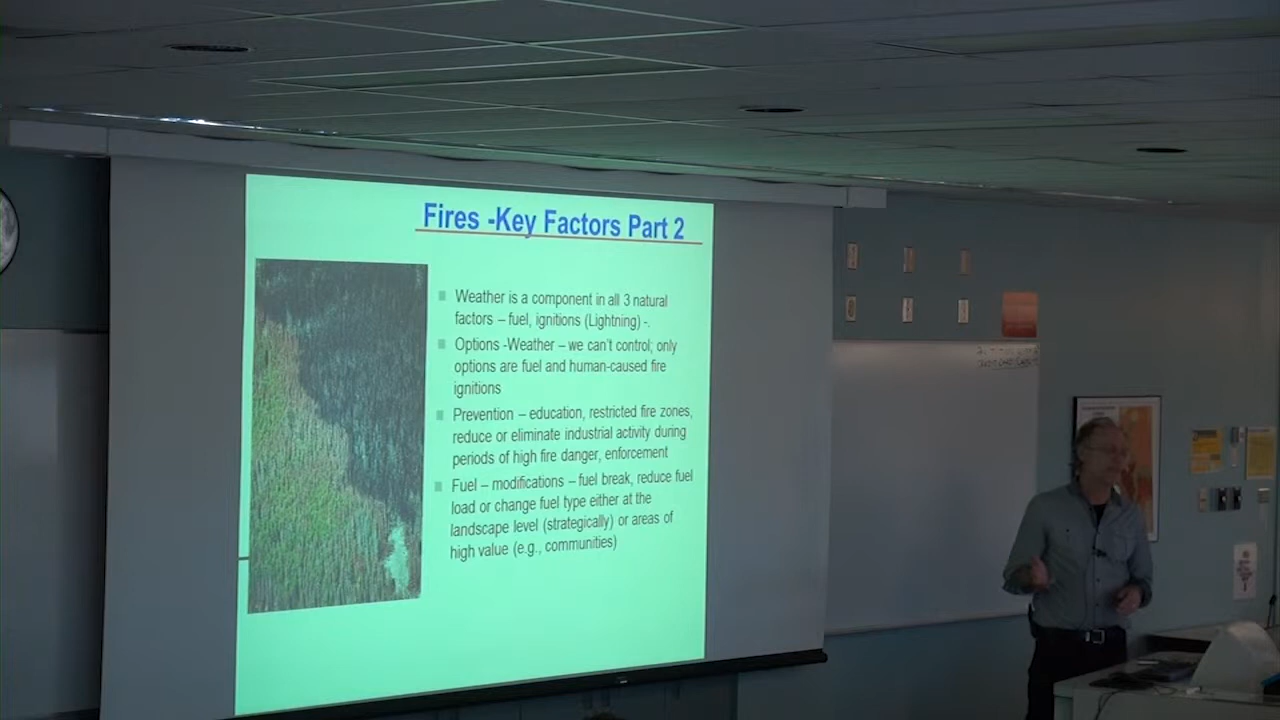 Fires -Key Factors Part 2
Weather is a component in all 3 natural
factors – fuel, ignitions (Lightning) -.
Options -Weather – we can't control; only
options are fuel and human-caused fire
ignitions
Prevention – education, restricted fire zones,
reduce or eliminate industrial activity during
periods of high fire danger, enforcement
Fuel – modifications – fuel break, reduce fuel
load or change fuel type either at the
landscape level (strategically) or areas of
high value (e.g., communities)